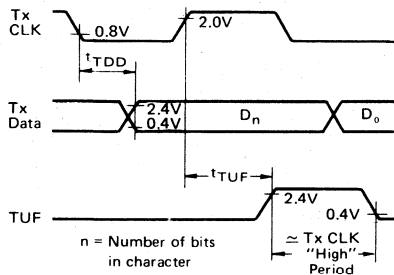 Tx
CLK
0.8V
2.0V
tTDD
Tx
Data
2.4V
0.4V
Dn
Do
tTUF
TUF
2.4V
0.4V
n = Number of bits
in character
≃ Tx CLK
"High"
Period